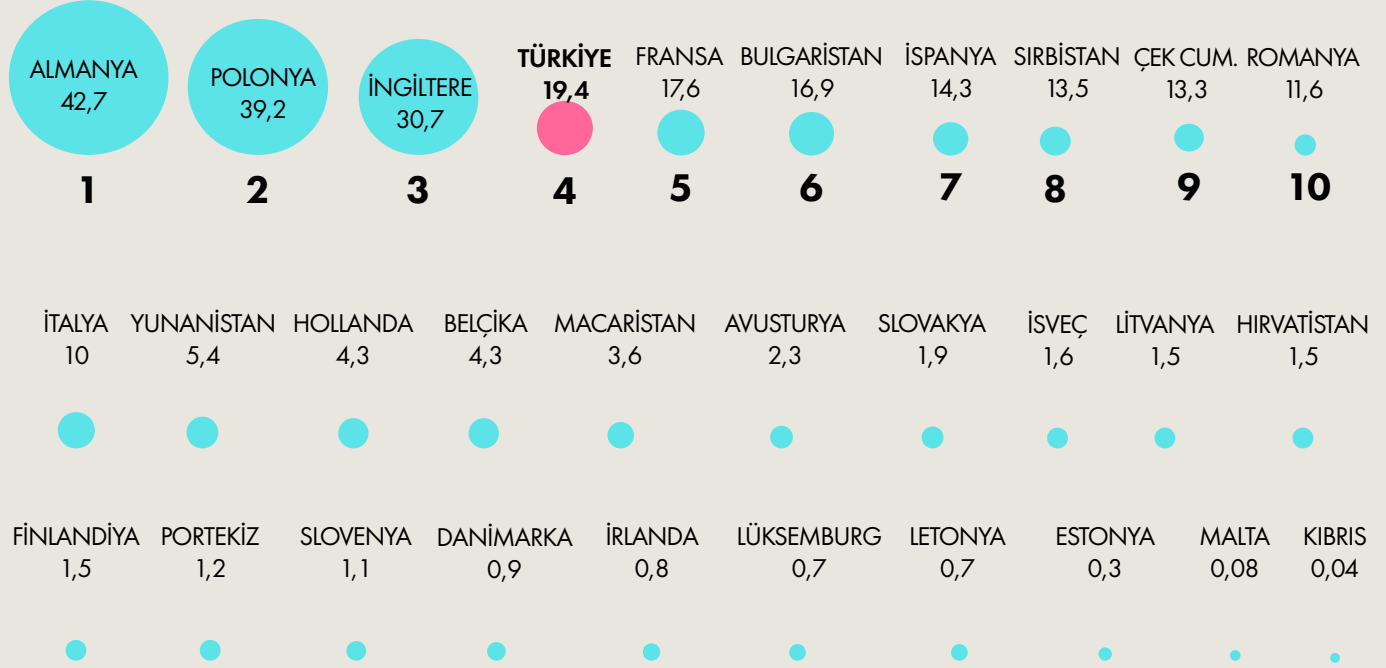 ALMANYA
42,7
POLONYA
39,2
İNGİLTERE
30,7
TÜRKİYE
19,4
FRANSA
17,6
BULGARİSTAN
16,9
İSPANYA
14,3
SIRBİSTAN
13,5
ÇEK CUM.
13,3
ROMANYA
11,6
1
2
3
4
5
6
7
8
9
10
İTALYA
10
YUNANİSTAN
5,4
HOLLANDA
4,3
BELÇİKA
4,3
MACARİSTAN
3,6
AVUSTURYA
2,3
SLOVAKYA
1,9
İSVEÇ
1,6
LİTVANYA
1,5
HIRVATİSTAN
1,5
FİNLANDİYA
1,5
PORTEKİZ
1,2
SLOVENYA
1,1
DANİMARKA
0,9
İRLANDA
0,8
LÜKSEMBURG
0,7
LETONYA
0,7
ESTONYA
0,3
MALTA
0,08
KIBRIS
0,04